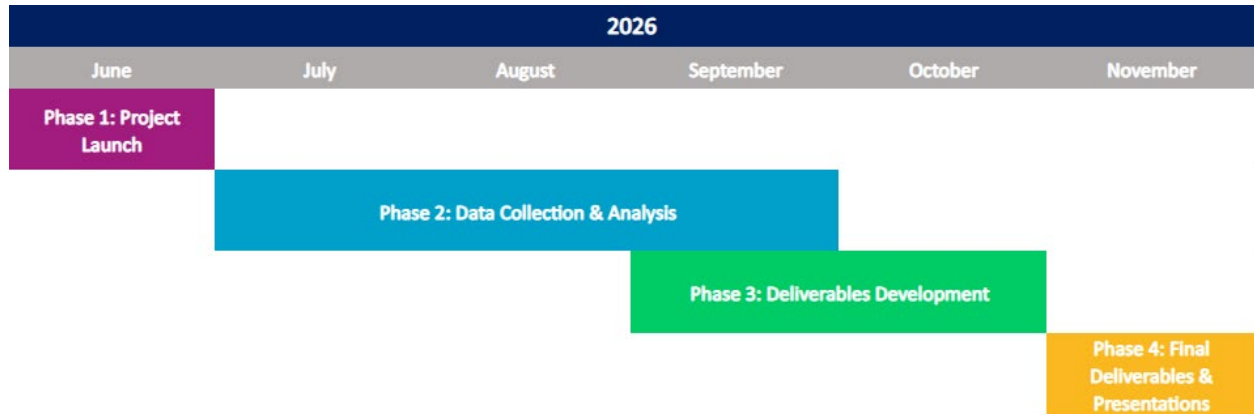 2026
June July August September October November
Phase 1: Project
Launch
Phase 2: Data Collection & Analysis
Phase 3: Deliverables Development
Phase 4: Final
Deliverables &
Presentations